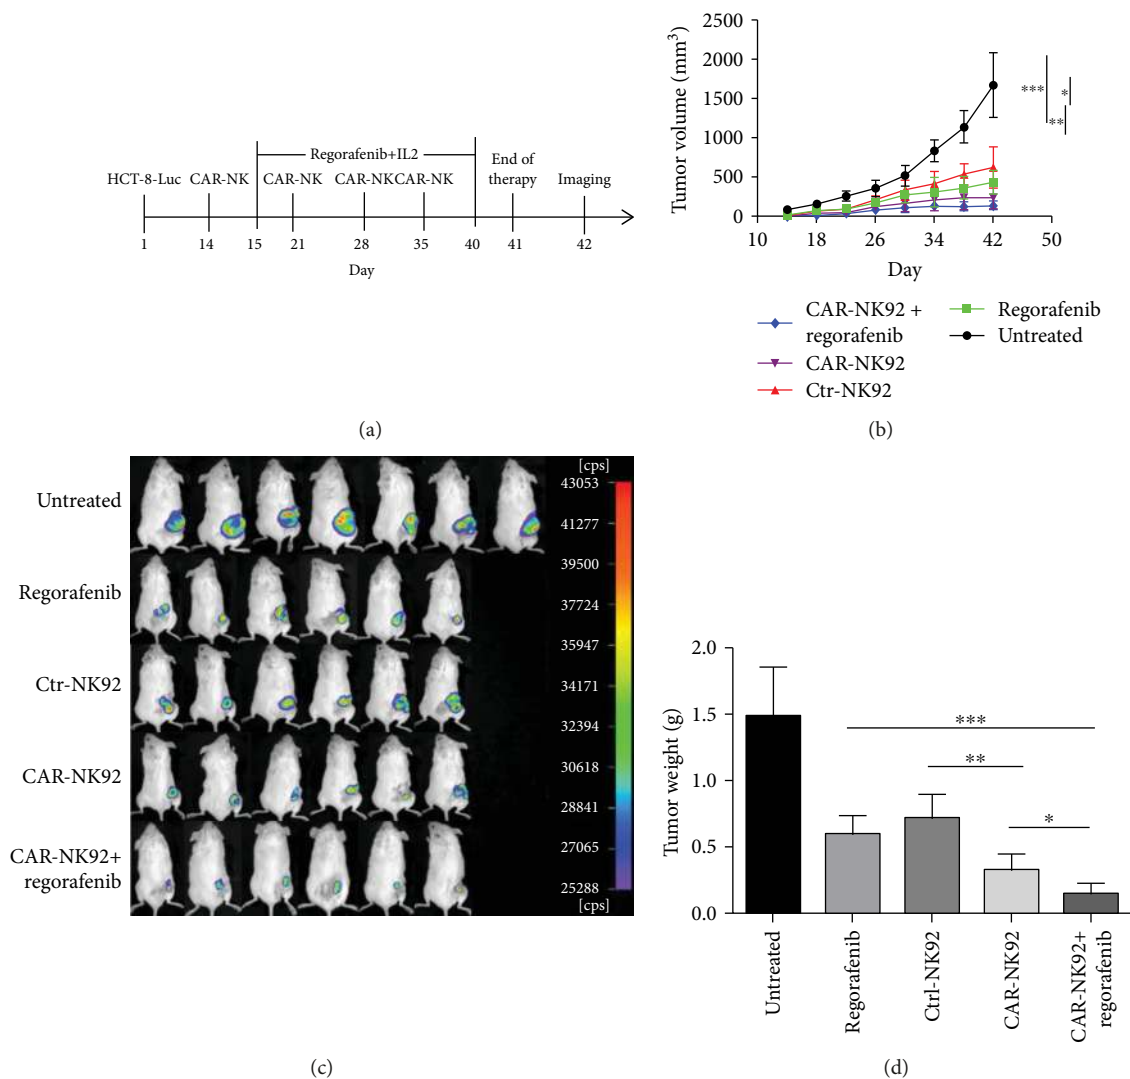 Regorafenib+IL2
HCT-8-Luc CAR-NK CAR-NK CAR-NKCAR-NK
End of
therapy
Imaging
1 14 15 21 28 35 40 41 42
Day
(a)
Tumor volume (mm³)
2500
2000
1500
1000
500
0
10 18 26 34 42 50
Day
***
*
**
CAR-NK92 +
regorafenib
CAR-NK92
Ctr-NK92
Regorafenib
Untreated
(b)
Untreated
Regorafenib
Ctr-NK92
CAR-NK92
CAR-NK92+
regorafenib
[cps]
43053
41277
39500
37724
35947
34171
32394
30618
28841
27065
25288
[cps]
(c)
Tumor weight (g)
2.0
1.5
1.0
0.5
0.0
***
**
*
Untreated
Regorafenib
Ctrl-NK92
CAR-NK92
CAR-NK92+
regorafenib
(d)